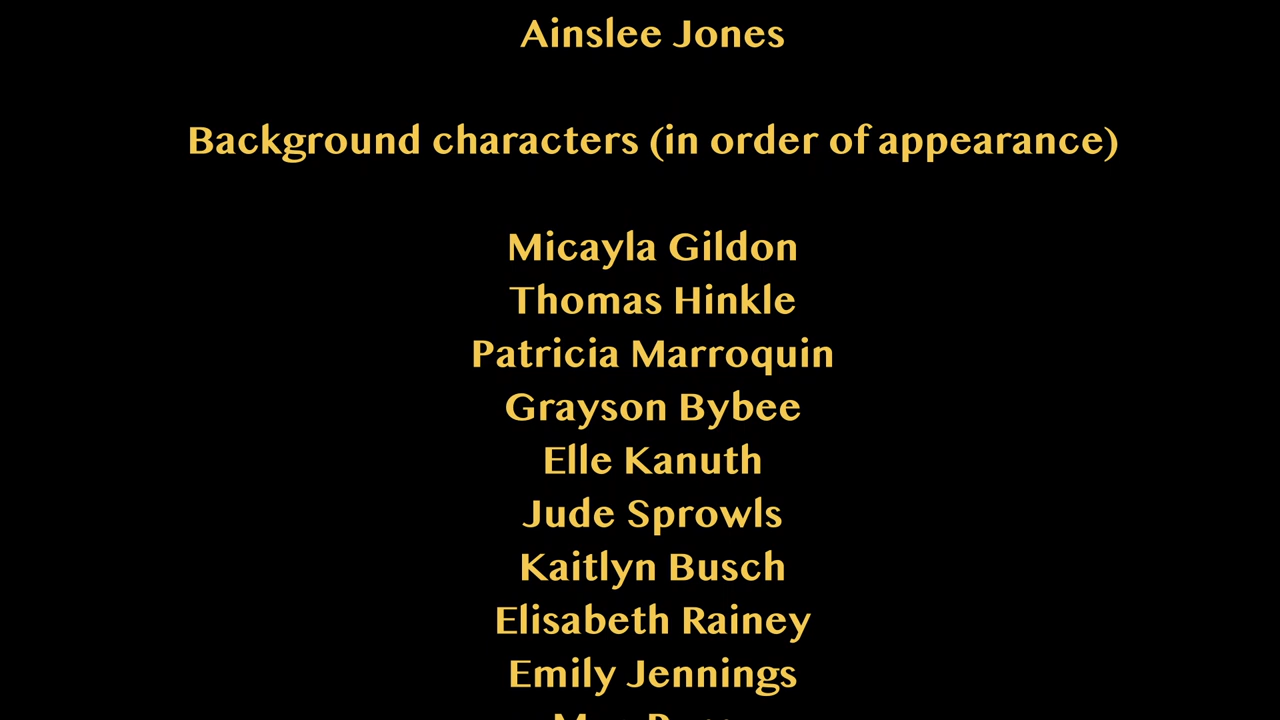 Ainslee Jones
Background characters (in order of appearance)
Micayla Gildon
Thomas Hinkle
Patricia Marroquin
Grayson Bybee
Elle Kanuth
Jude Sprowls
Kaitlyn Busch
Elisabeth Rainey
Emily Jennings